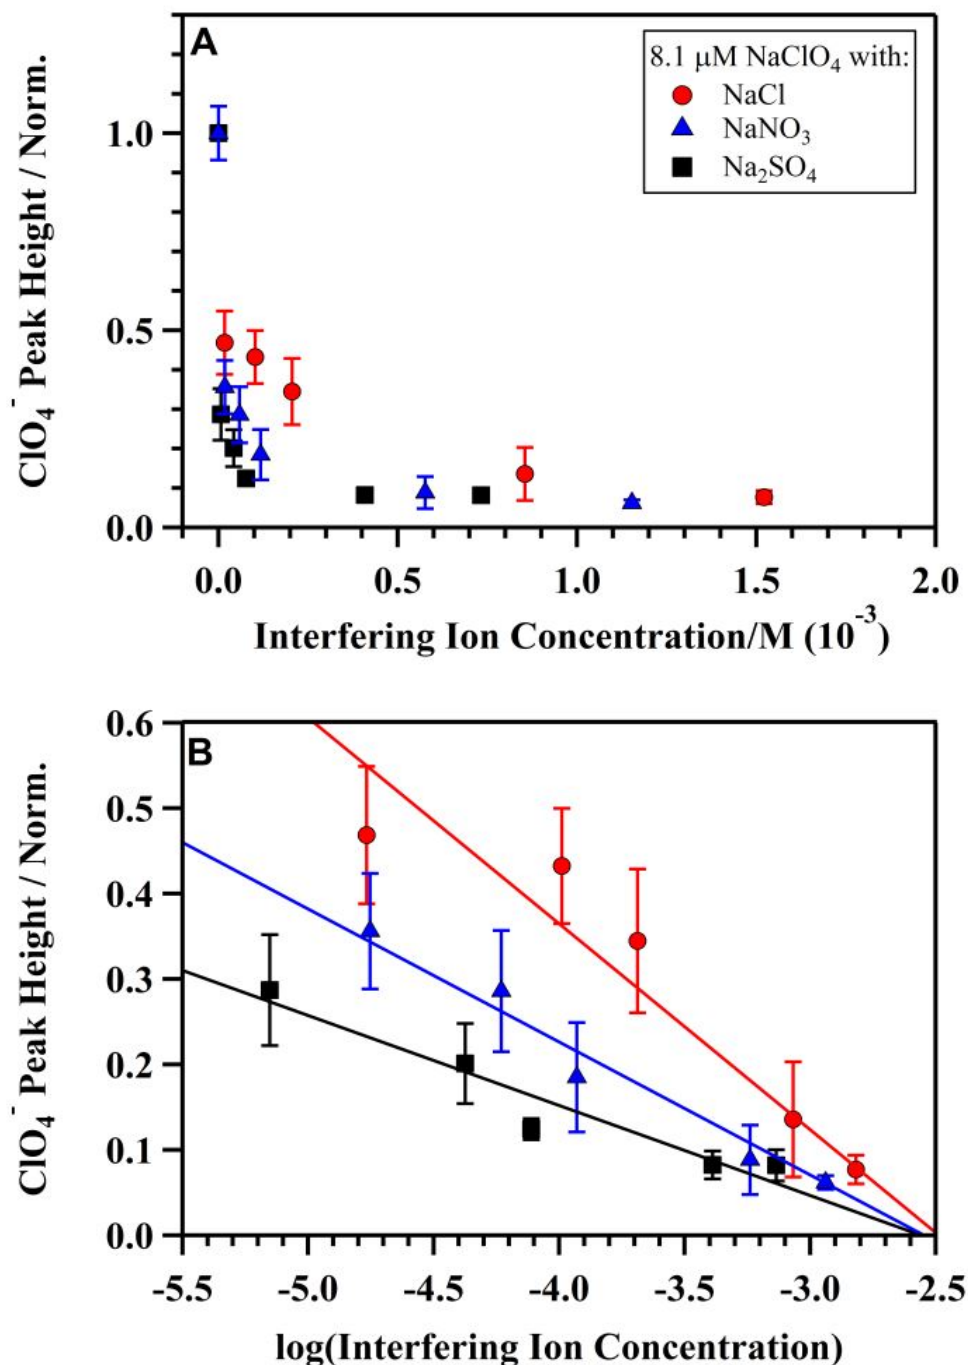 A
8.1 μM NaClO₄ with:
NaCl
NaNO₃
Na₂SO₄
ClO₄⁻ Peak Height / Norm.
1.0
0.5
0.0
0.0 0.5 1.0 1.5 2.0
Interfering Ion Concentration/M (10⁻³)
B
ClO₄⁻ Peak Height / Norm.
0.6
0.5
0.4
0.3
0.2
0.1
0.0
-5.5 -5.0 -4.5 -4.0 -3.5 -3.0 -2.5
log(Interfering Ion Concentration)